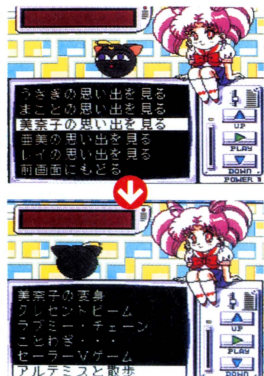 うさぎの思い出を見る
まことの思い出を見る
美奈子の思い出を見る
亜美の思い出を見る
レイの思い出を見る
前画面にもどる
UP
PLAY
DOWN
POWER
美奈子の変身
クレセントビーム
ラブミー・チェーン
ことわざ・・・
セーラーVゲーム
アルテミスと散歩
UP
PLAY
DOWN